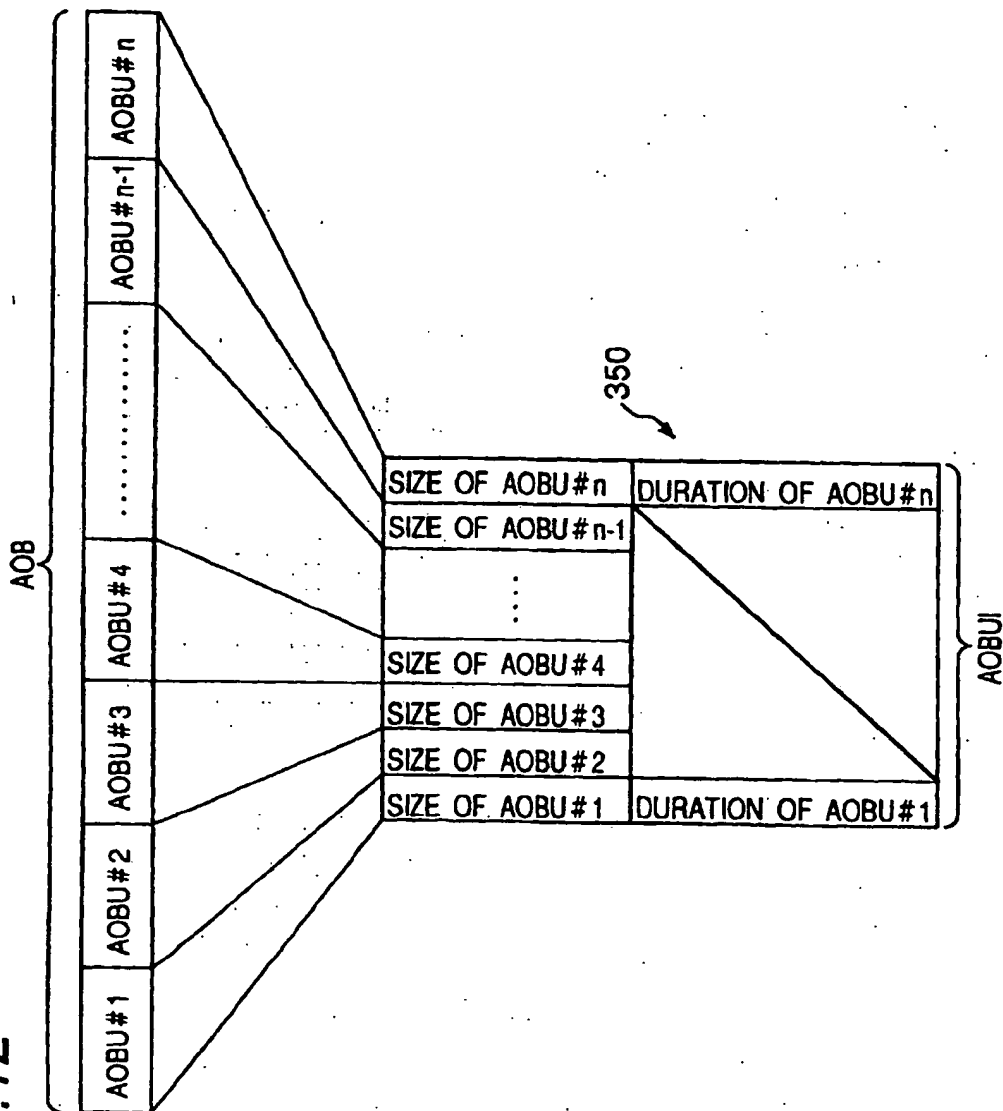 AOB
AOBU#1
AOBU#2
AOBU#3
AOBU#4
............
AOBU#n-1
AOBU#n
350
SIZE OF AOBU#1
DURATION OF AOBU#1
SIZE OF AOBU#2
SIZE OF AOBU#3
SIZE OF AOBU#4
....
SIZE OF AOBU#n-1
SIZE OF AOBU#n
DURATION OF AOBU#n
AOBUI